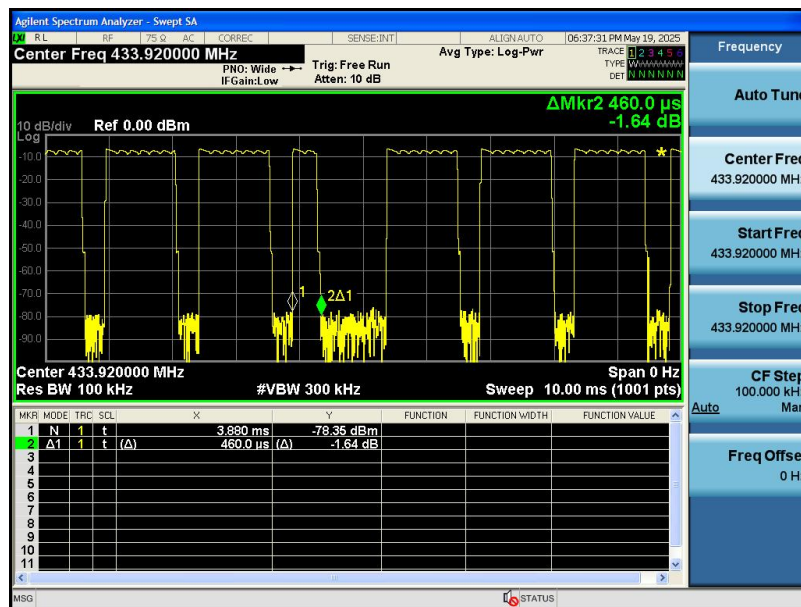 Agilent Spectrum Analyzer - Swept SA
LXI RL RF 75 Ω AC CORREC SENSE:INT ALIGN AUTO 06:37:31 PM May 19, 2025
Center Freq 433.920000 MHz
PNO: Wide
IFGain:Low
Trig: Free Run
Atten: 10 dB
Avg Type: Log-Pwr
TRACE 1 2 3 4 5 6
TYPE WWWWWW
DET N N N N N N
ΔMkr2 460.0 µs
-1.64 dB
10 dB/div Ref 0.00 dBm
Log
-10.0
-20.0
-30.0
-40.0
-50.0
-60.0
-70.0
-80.0
-90.0
1
2Δ1
Center 433.920000 MHz Span 0 Hz
Res BW 100 kHz #VBW 300 kHz Sweep 10.00 ms (1001 pts)
MKR MODE TRC SCL X Y FUNCTION FUNCTION WIDTH FUNCTION VALUE
1 N 1 t 3.880 ms -78.35 dBm
2 Δ1 1 t (Δ) 460.0 µs (Δ) -1.64 dB
3
4
5
6
7
8
9
10
11
MSG STATUS
Frequency
Auto Tune
Center Freq
433.920000 MHz
Start Freq
433.920000 MHz
Stop Freq
433.920000 MHz
CF Step
100.000 kHz
Auto Man
Freq Offset
0 Hz